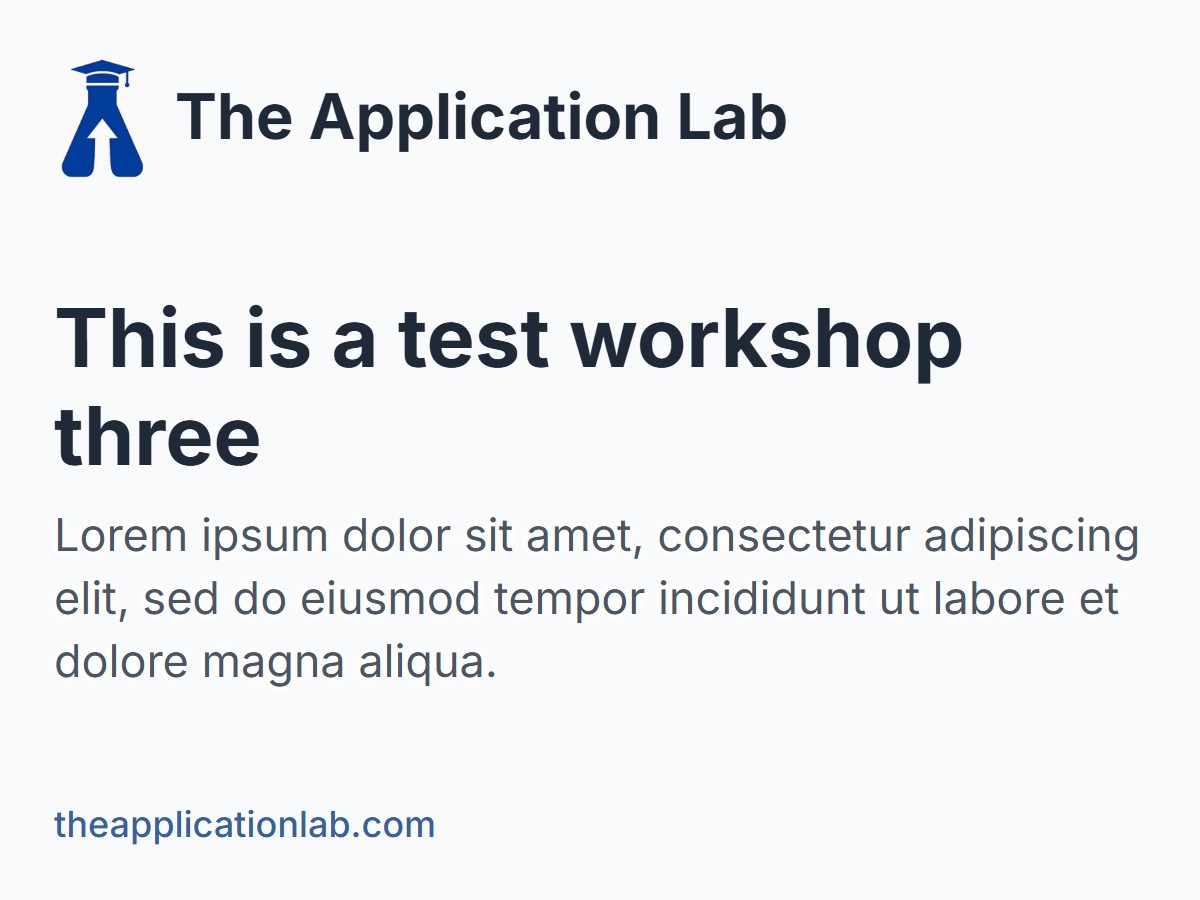 The Application Lab
This is a test workshop
three
Lorem ipsum dolor sit amet, consectetur adipiscing
elit, sed do eiusmod tempor incididunt ut labore et
dolore magna aliqua.
theapplicationlab.com